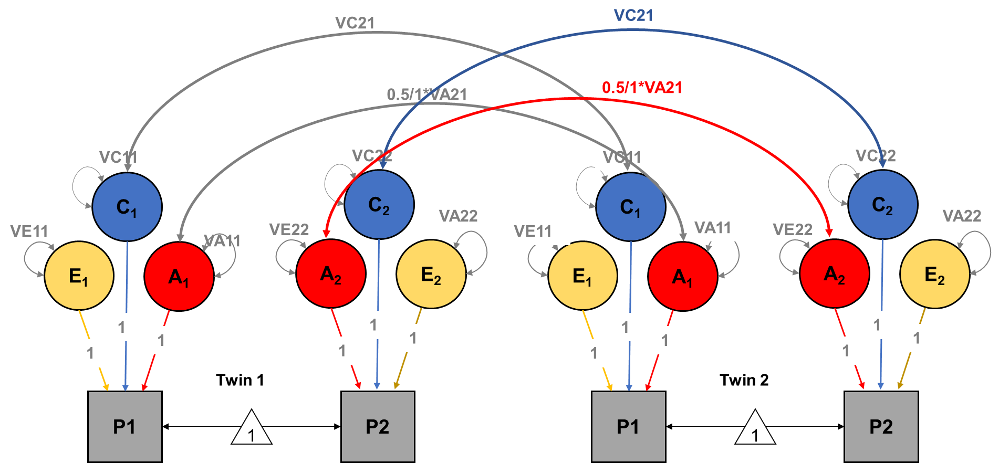 VC21
VC21
0.5/1*VA21
0.5/1*VA21
VC11
VC22
VC11
VC22
C1
C2
C1
C2
VE11
VA11
VE22
VA22
VE11
VA11
VE22
VA22
E1
A1
A2
E2
E1
A1
A2
E2
1
1
1
1
1
1
1
1
1
1
1
1
Twin 1
Twin 2
P1
1
P2
P1
1
P2